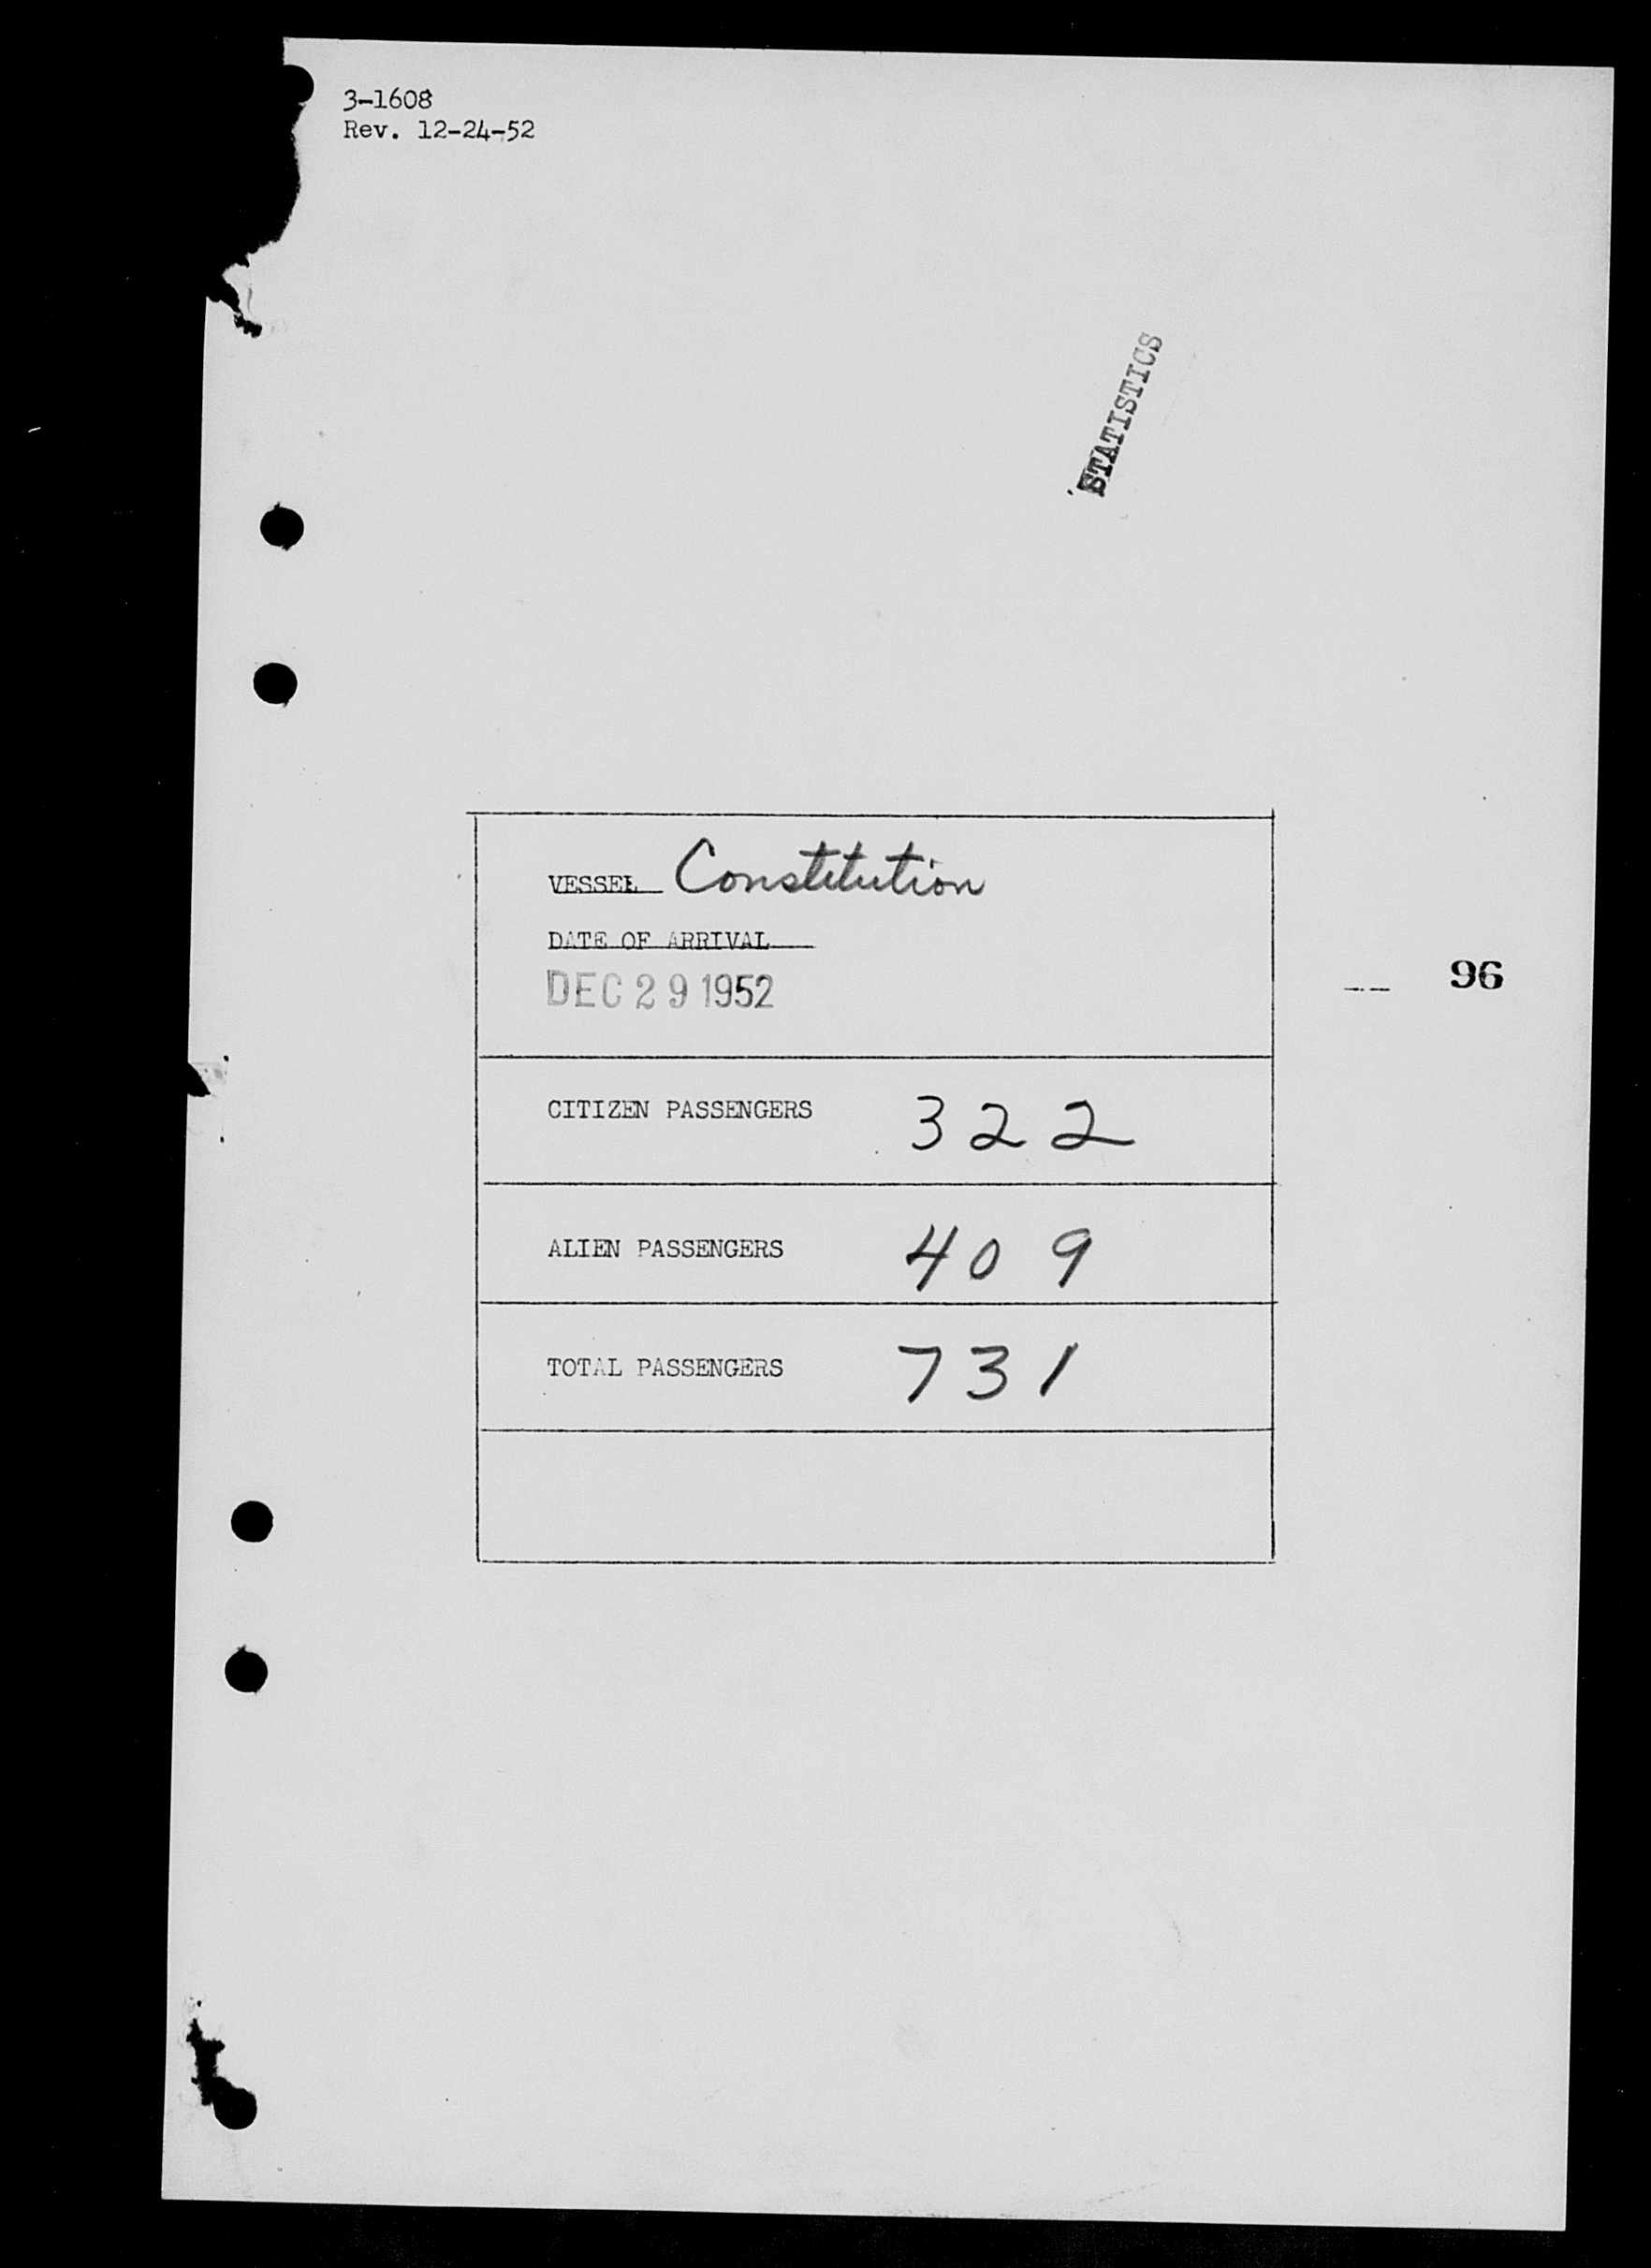 3-1608
Rev. 12-24-52
STATISTICS
VESSEL Constitution
DATE OF ARRIVAL
DEC 29 1952
96
CITIZEN PASSENGERS 322
ALIEN PASSENGERS 409
TOTAL PASSENGERS 731